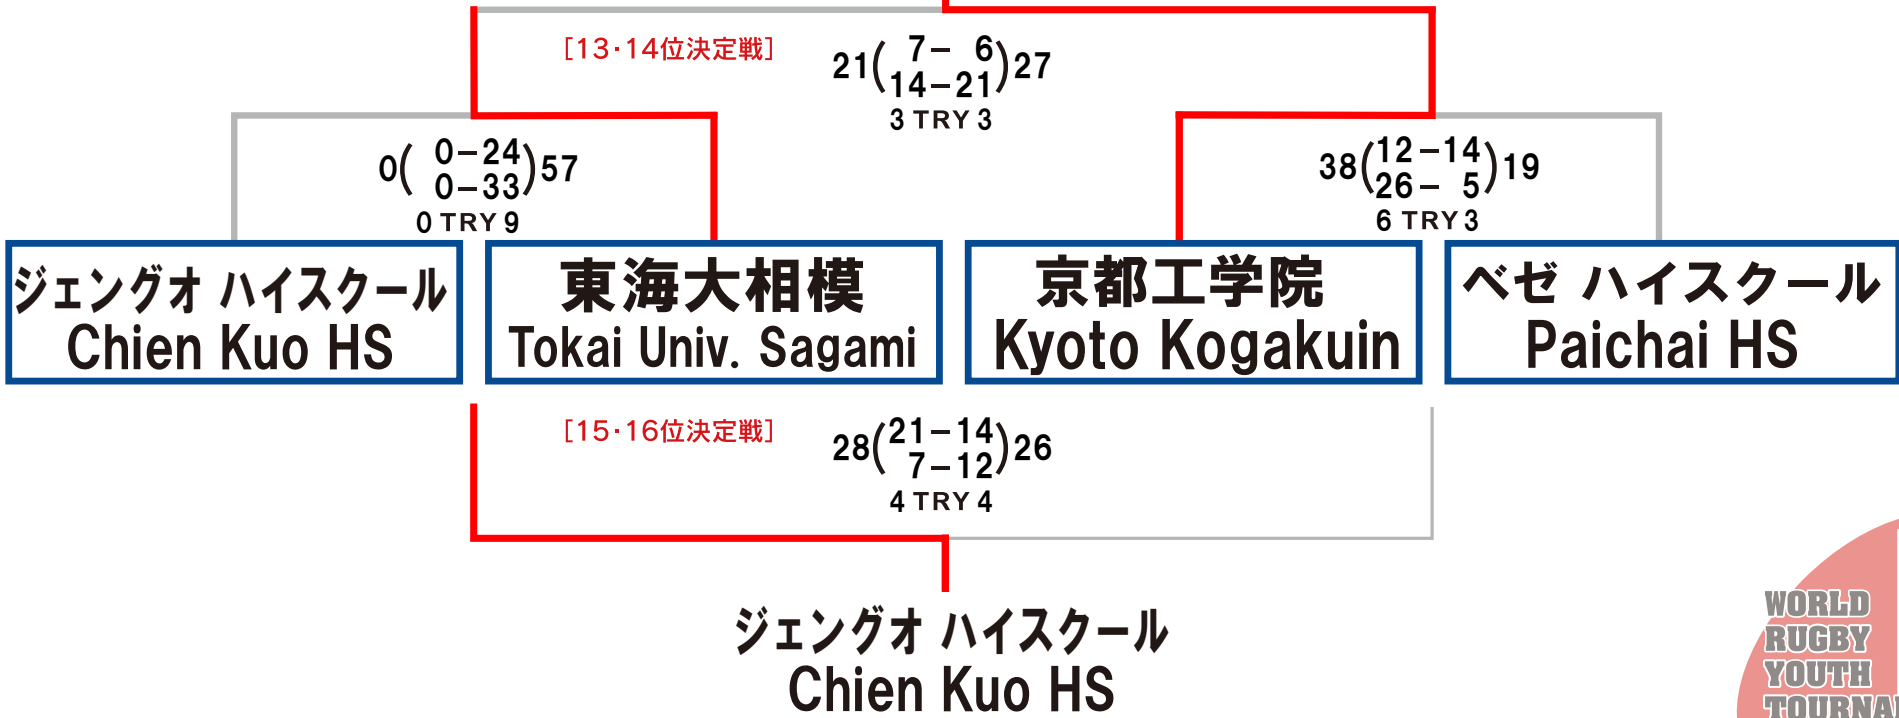 [13・14位決定戦]
21(7-6 14-21)27
3 TRY 3
0(0-24 0-33)57
0 TRY 9
38(12-14 26-5)19
6 TRY 3
ジェングオ ハイスクール
Chien Kuo HS
東海大相模
Tokai Univ. Sagami
京都工学院
Kyoto Kogakuin
ベゼ ハイスクール
Paichai HS
[15・16位決定戦]
28(21-14 7-12)26
4 TRY 4
ジェングオ ハイスクール
Chien Kuo HS
WORLD
RUGBY
YOUTH